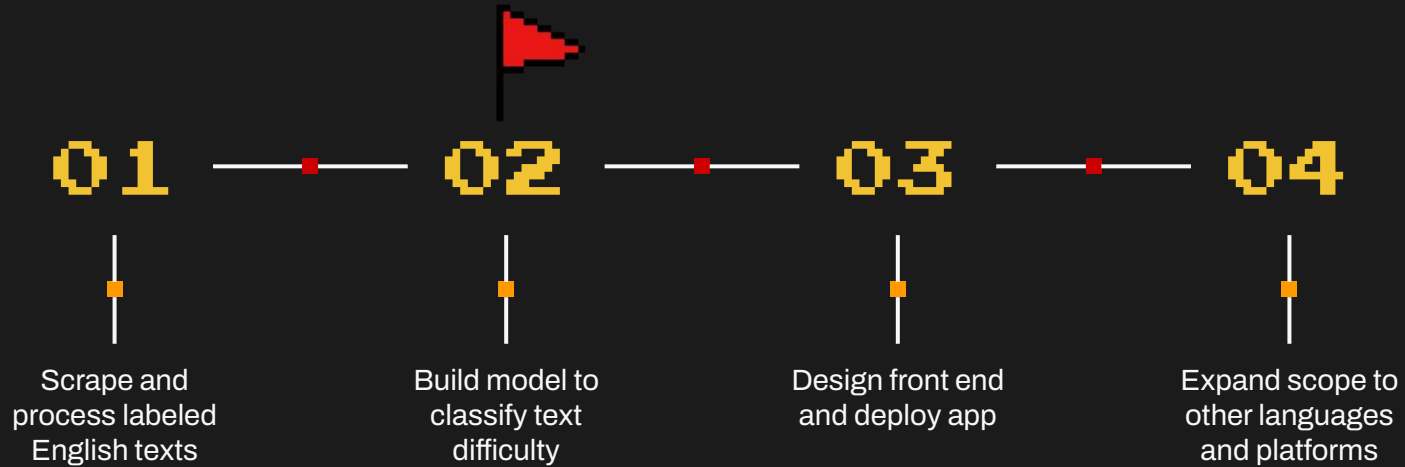 01
02
03
04
Scrape and
process labeled
English texts
Build model to
classify text
difficulty
Design front end
and deploy app
Expand scope to
other languages
and platforms